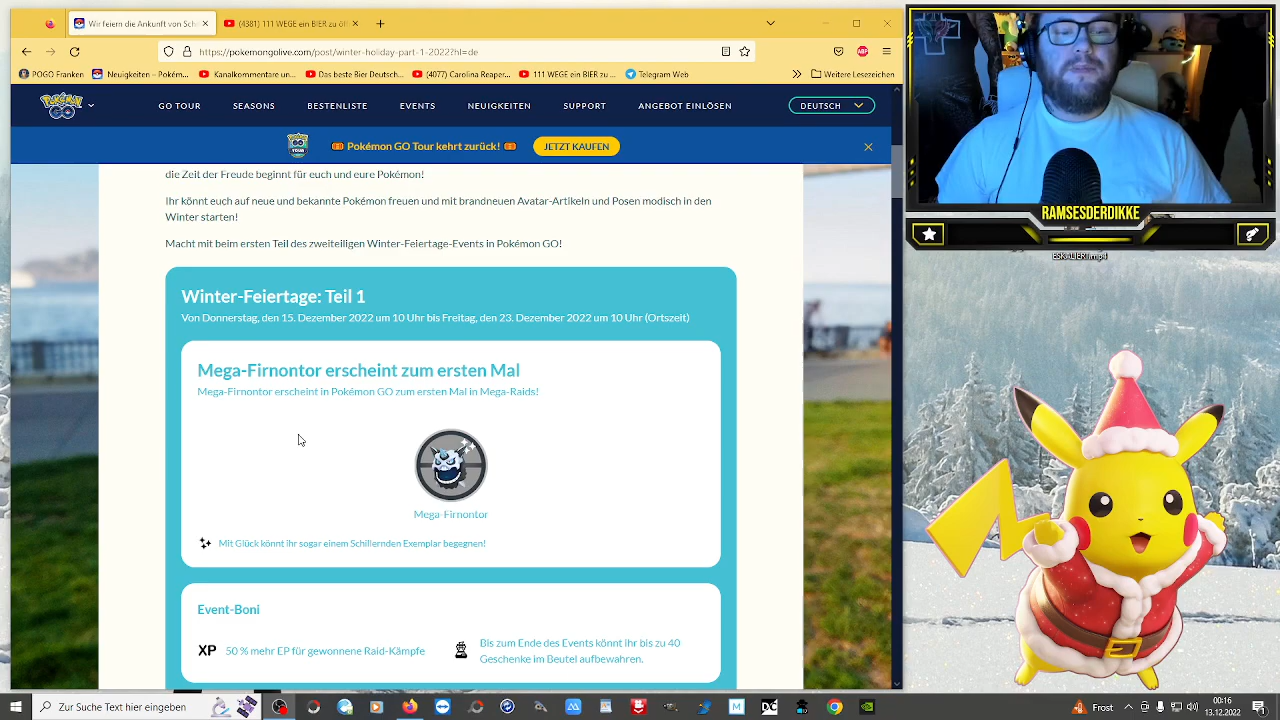 Wir feiern die Ankunft von Sch
(381) 111 WEGE EIN BIER ZU
pokemongolive.com/post/winter-holiday-part-1-2022?hl=de
POGO Franken
Neuigkeiten – Pokém...
Kanalkommentare un...
Das beste Bier Deutsch...
(4077) Carolina Reaper...
111 WEGE ein BIER zu ...
Telegram Web
Weitere Lesezeichen
GO TOUR
SEASONS
BESTENLISTE
EVENTS
NEUIGKEITEN
SUPPORT
ANGEBOT EINLÖSEN
DEUTSCH
Pokémon GO Tour kehrt zurück!
JETZT KAUFEN
die Zeit der Freude beginnt für euch und eure Pokémon!
Ihr könnt euch auf neue und bekannte Pokémon freuen und mit brandneuen Avatar-Artikeln und Posen modisch in den
Winter starten!
Macht mit beim ersten Teil des zweiteiligen Winter-Feiertage-Events in Pokémon GO!
Winter-Feiertage: Teil 1
Von Donnerstag, den 15. Dezember 2022 um 10 Uhr bis Freitag, den 23. Dezember 2022 um 10 Uhr (Ortszeit)
Mega-Firnontor erscheint zum ersten Mal
Mega-Firnontor erscheint in Pokémon GO zum ersten Mal in Mega-Raids!
Mega-Firnontor
Mit Glück könnt ihr sogar einem Schillernden Exemplar begegnen!
Event-Boni
XP
50 % mehr EP für gewonnene Raid-Kämpfe
Bis zum Ende des Events könnt ihr bis zu 40
Geschenke im Beutel aufbewahren.
RAMSESDERDIKKE
Zur Suche Text hier eingeben
Frost
00:16
13.12.2022